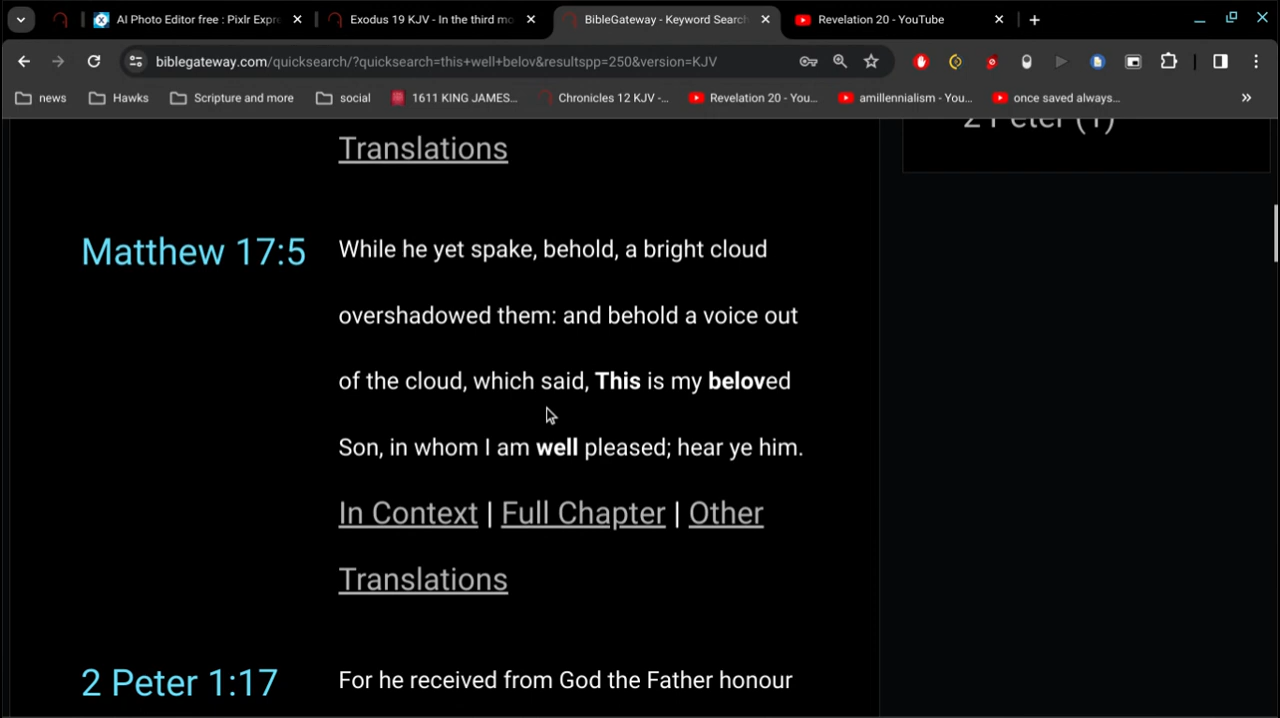 AI Photo Editor free : Pixlr Expre
Exodus 19 KJV - In the third mo
BibleGateway - Keyword Search
Revelation 20 - YouTube
biblegateway.com/quicksearch/?quicksearch=this+well+belov&resultspp=250&version=KJV
news
Hawks
Scripture and more
social
1611 KING JAMES...
Chronicles 12 KJV -...
Revelation 20 - You...
amillennialism - You...
once saved always...
2 Peter (1)
Translations
Matthew 17:5
While he yet spake, behold, a bright cloud
overshadowed them: and behold a voice out
of the cloud, which said, This is my beloved
Son, in whom I am well pleased; hear ye him.
In Context | Full Chapter | Other
Translations
2 Peter 1:17
For he received from God the Father honour